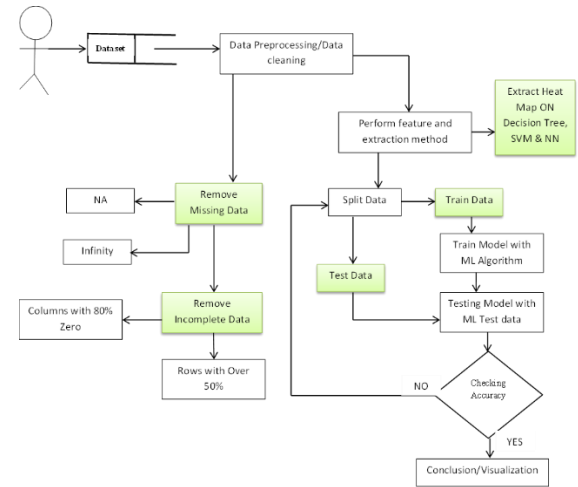 Dataset
Data Preprocessing/Data
cleaning
Extract Heat
Map ON
Decision Tree,
SVM & NN
Perform feature and
extraction method
NA
Remove
Missing Data
Split Data
Train Data
Infinity
Train Model with
ML Algorithm
Test Data
Columns with 80%
Zero
Remove
Incomplete Data
Testing Model with
ML Test data
Rows with Over
50%
NO
Checking
Accuracy
YES
Conclusion/Visualization